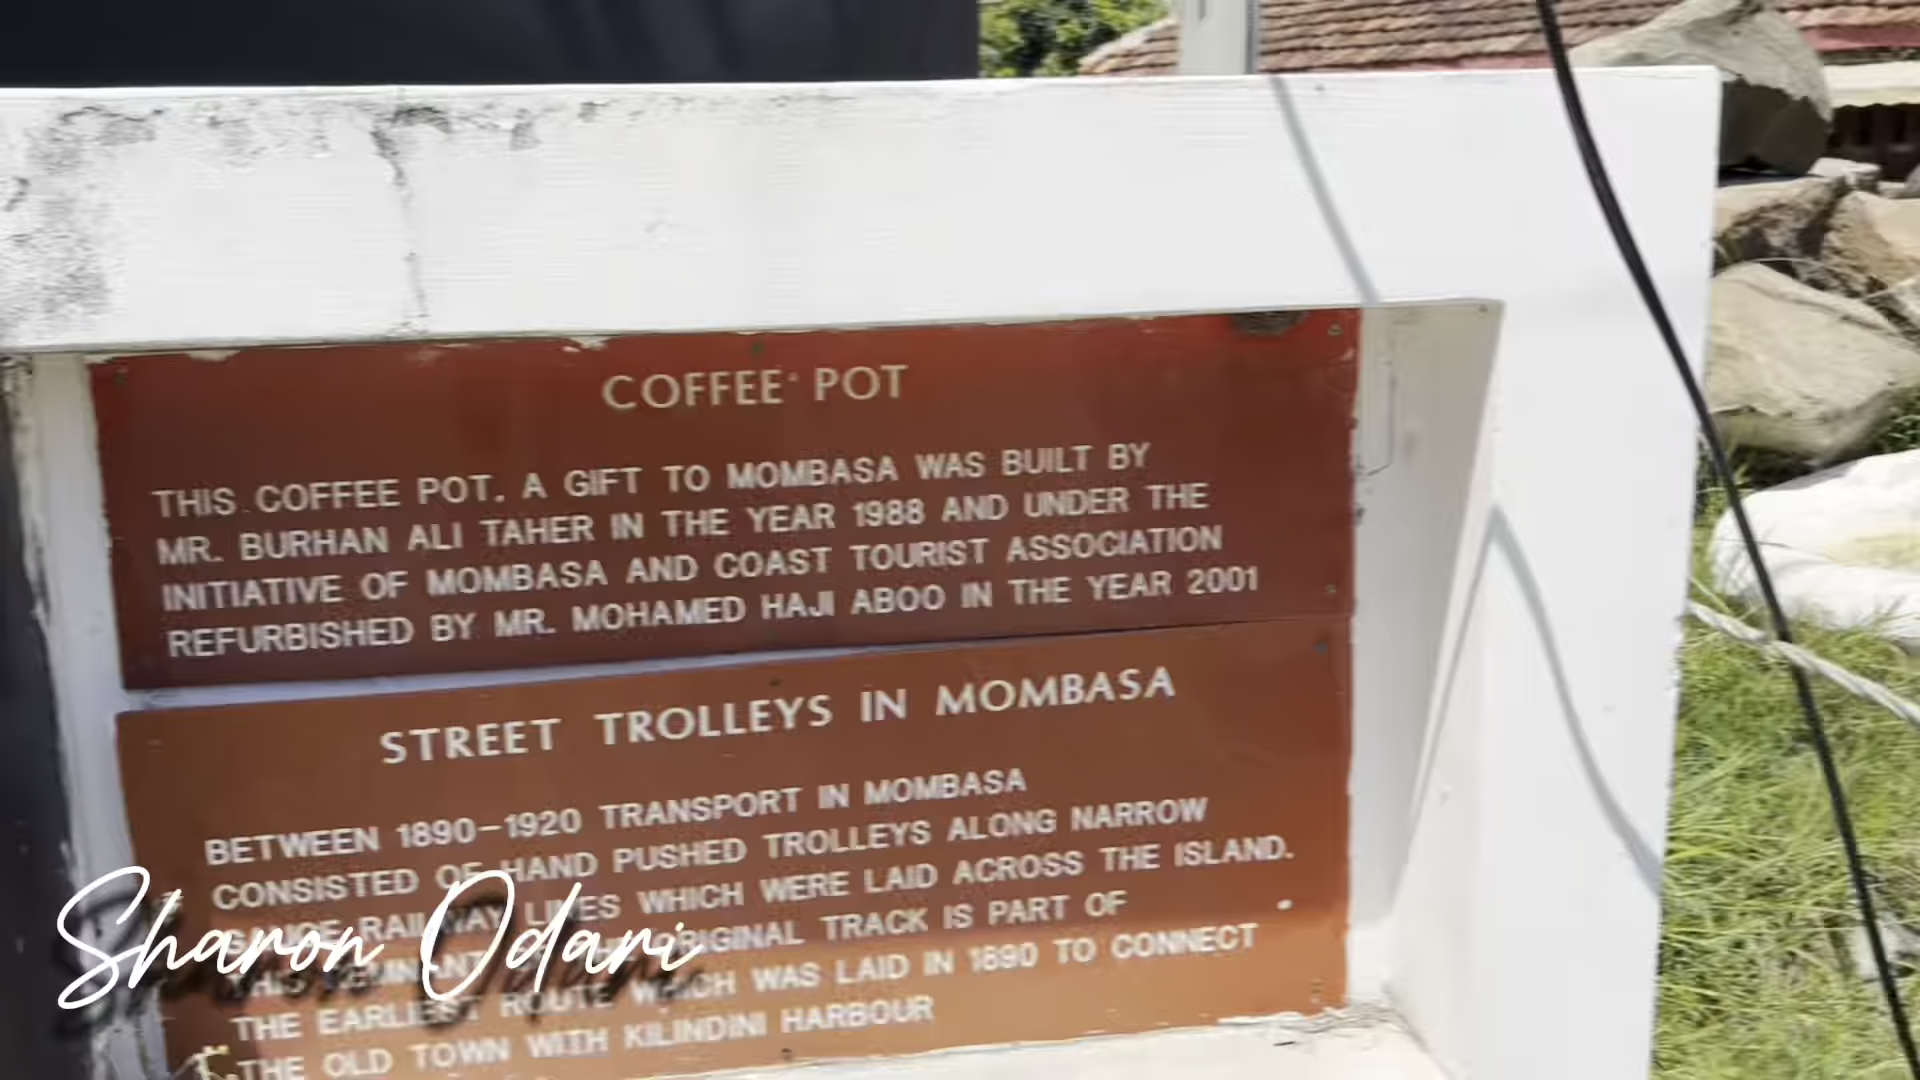 COFFEE POT
THIS COFFEE POT. A GIFT TO MOMBASA WAS BUILT BY
MR. BURHAN ALI TAHER IN THE YEAR 1988 AND UNDER THE
INITIATIVE OF MOMBASA AND COAST TOURIST ASSOCIATION
REFURBISHED BY MR. MOHAMED HAJI ABOO IN THE YEAR 2001
STREET TROLLEYS IN MOMBASA
BETWEEN 1890-1920 TRANSPORT IN MOMBASA
CONSISTED OF HAND PUSHED TROLLEYS ALONG NARROW
GAUGE RAILWAY LINES WHICH WERE LAID ACROSS THE ISLAND.
THIS REMNANT ORIGINAL TRACK IS PART OF
THE EARLIEST ROUTE WHICH WAS LAID IN 1890 TO CONNECT
THE OLD TOWN WITH KILINDINI HARBOUR
Sharon Odari